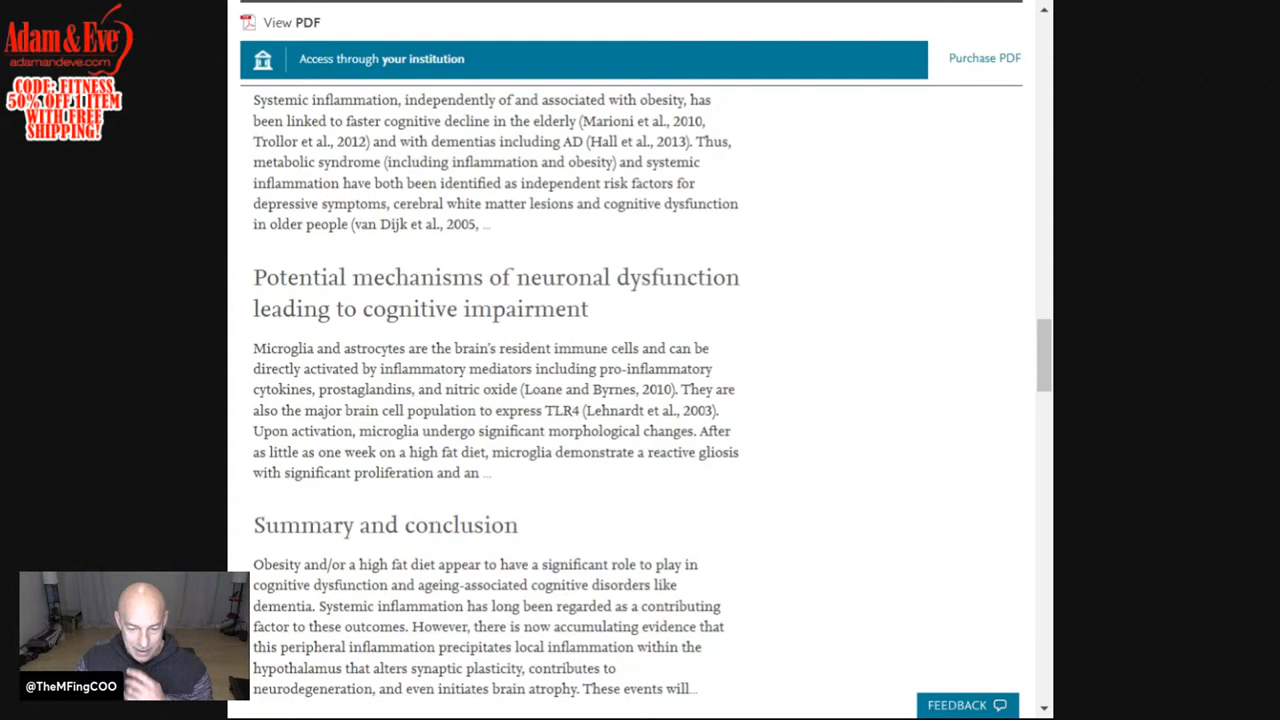 Adam & Eve
adamandeve.com
CODE: FITNESS
50% OFF 1 ITEM
WITH FREE
SHIPPING!
View PDF
Access through your institution
Purchase PDF
Systemic inflammation, independently of and associated with obesity, has
been linked to faster cognitive decline in the elderly (Marioni et al., 2010,
Trollor et al., 2012) and with dementias including AD (Hall et al., 2013). Thus,
metabolic syndrome (including inflammation and obesity) and systemic
inflammation have both been identified as independent risk factors for
depressive symptoms, cerebral white matter lesions and cognitive dysfunction
in older people (van Dijk et al., 2005, ...
Potential mechanisms of neuronal dysfunction
leading to cognitive impairment
Microglia and astrocytes are the brain's resident immune cells and can be
directly activated by inflammatory mediators including pro-inflammatory
cytokines, prostaglandins, and nitric oxide (Loane and Byrnes, 2010). They are
also the major brain cell population to express TLR4 (Lehnardt et al., 2003).
Upon activation, microglia undergo significant morphological changes. After
as little as one week on a high fat diet, microglia demonstrate a reactive gliosis
with significant proliferation and an ...
Summary and conclusion
Obesity and/or a high fat diet appear to have a significant role to play in
cognitive dysfunction and ageing-associated cognitive disorders like
dementia. Systemic inflammation has long been regarded as a contributing
factor to these outcomes. However, there is now accumulating evidence that
this peripheral inflammation precipitates local inflammation within the
hypothalamus that alters synaptic plasticity, contributes to
neurodegeneration, and even initiates brain atrophy. These events will...
@TheMFingCOO
FEEDBACK